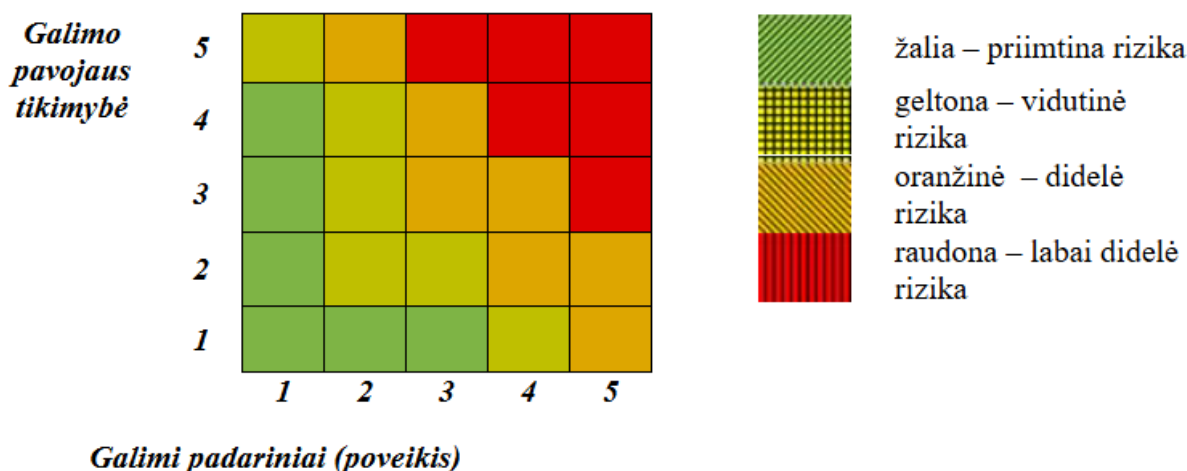 Galimo
pavojaus
tikimybė
5
4
3
2
1
1 2 3 4 5
Galimi padariniai (poveikis)
žalia – priimtina rizika
geltona – vidutinė
rizika
oranžinė – didelė
rizika
raudona – labai didelė
rizika